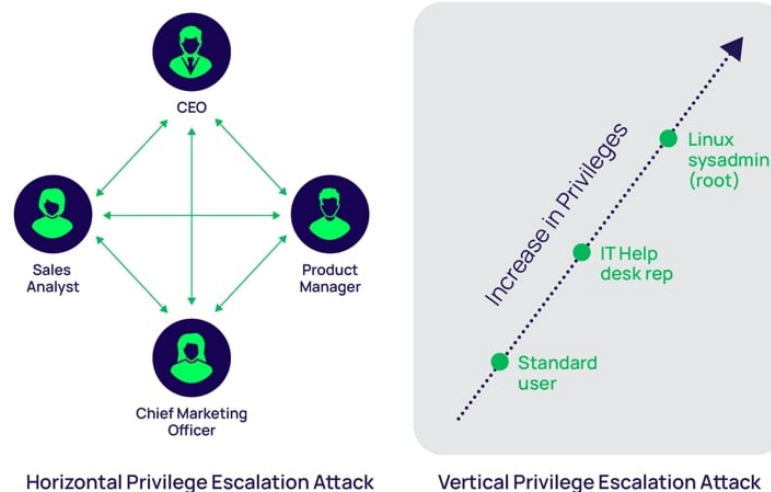 CEO
Sales
Analyst
Product
Manager
Chief Marketing
Officer
Horizontal Privilege Escalation Attack
Increase in Privileges
Linux
sysadmin
(root)
IT Help
desk rep
Standard
user
Vertical Privilege Escalation Attack